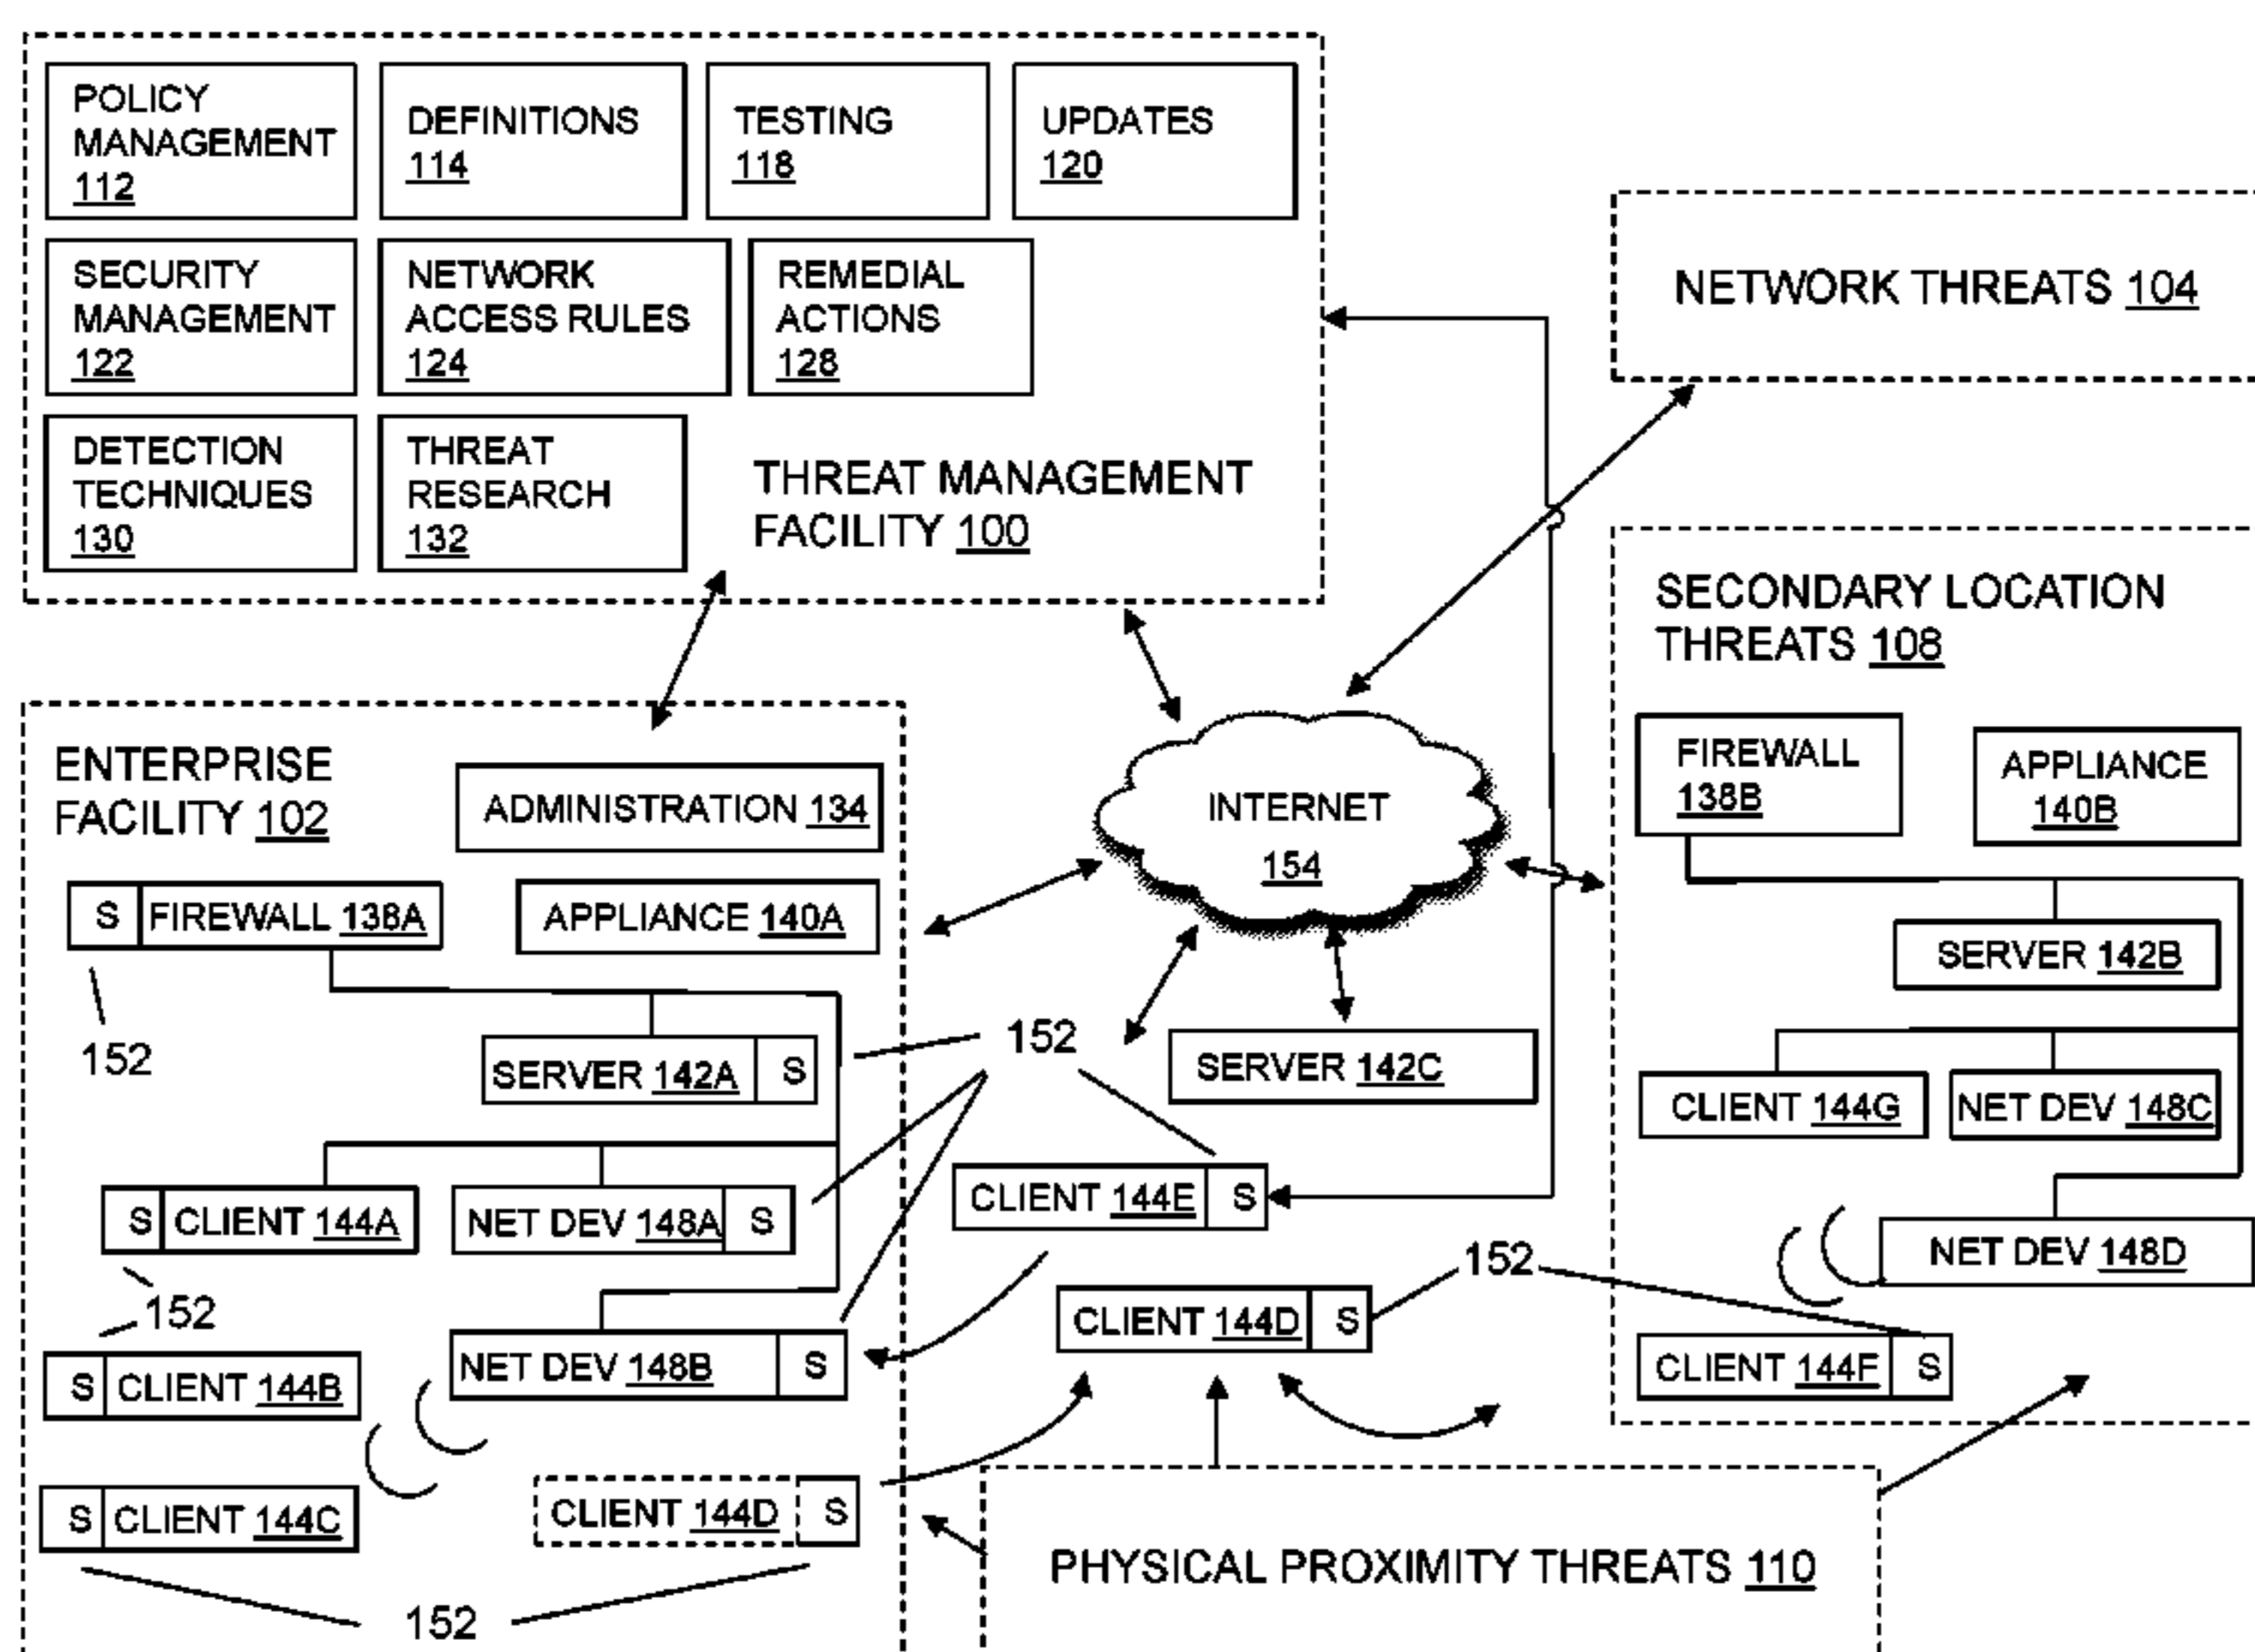 POLICY
MANAGEMENT
112
DEFINITIONS
114
TESTING
118
UPDATES
120
SECURITY
MANAGEMENT
122
NETWORK
ACCESS RULES
124
REMEDIAL
ACTIONS
128
DETECTION
TECHNIQUES
130
THREAT
RESEARCH
132
THREAT MANAGEMENT
FACILITY 100
NETWORK THREATS 104
SECONDARY LOCATION
THREATS 108
FIREWALL
138B
APPLIANCE
140B
SERVER 142B
CLIENT 144G
NET DEV 148C
NET DEV 148D
CLIENT 144F S
ENTERPRISE
FACILITY 102
ADMINISTRATION 134
S FIREWALL 138A
APPLIANCE 140A
152
SERVER 142A S
S CLIENT 144A
NET DEV 148A S
152
S CLIENT 144B
NET DEV 148B S
S CLIENT 144C
CLIENT 144D S
152
INTERNET
154
152
SERVER 142C
CLIENT 144E S
CLIENT 144D S
152
PHYSICAL PROXIMITY THREATS 110